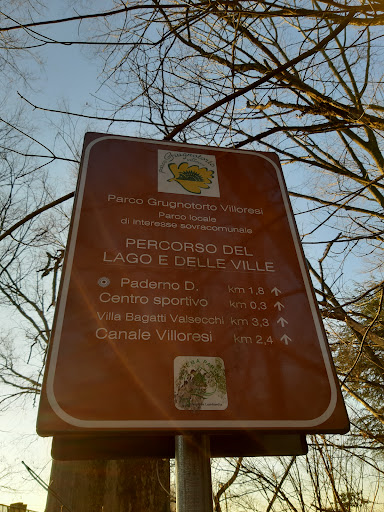 Parco Grugnotorto Villoresi
Parco locale
di interesse sovracomunale
PERCORSO DEL
LAGO E DELLE VILLE
Paderno D. km 1,8 ↑
Centro sportivo km 0,3 ↑
Villa Bagatti Valsecchi km 3,3 ↑
Canale Villoresi km 2,4 ↑